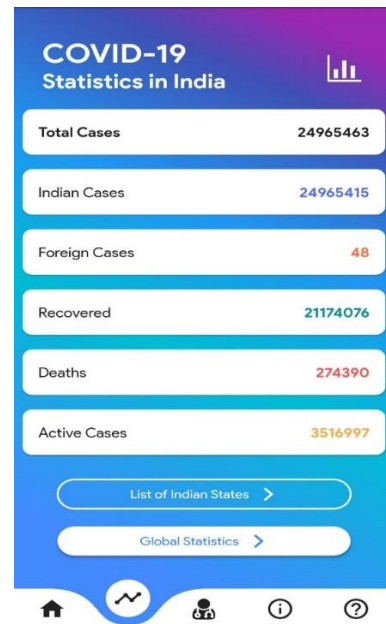 COVID-19
Statistics in India
Total Cases 24965463
Indian Cases 24965415
Foreign Cases 48
Recovered 21174076
Deaths 274390
Active Cases 3516997
List of Indian States >
Global Statistics >